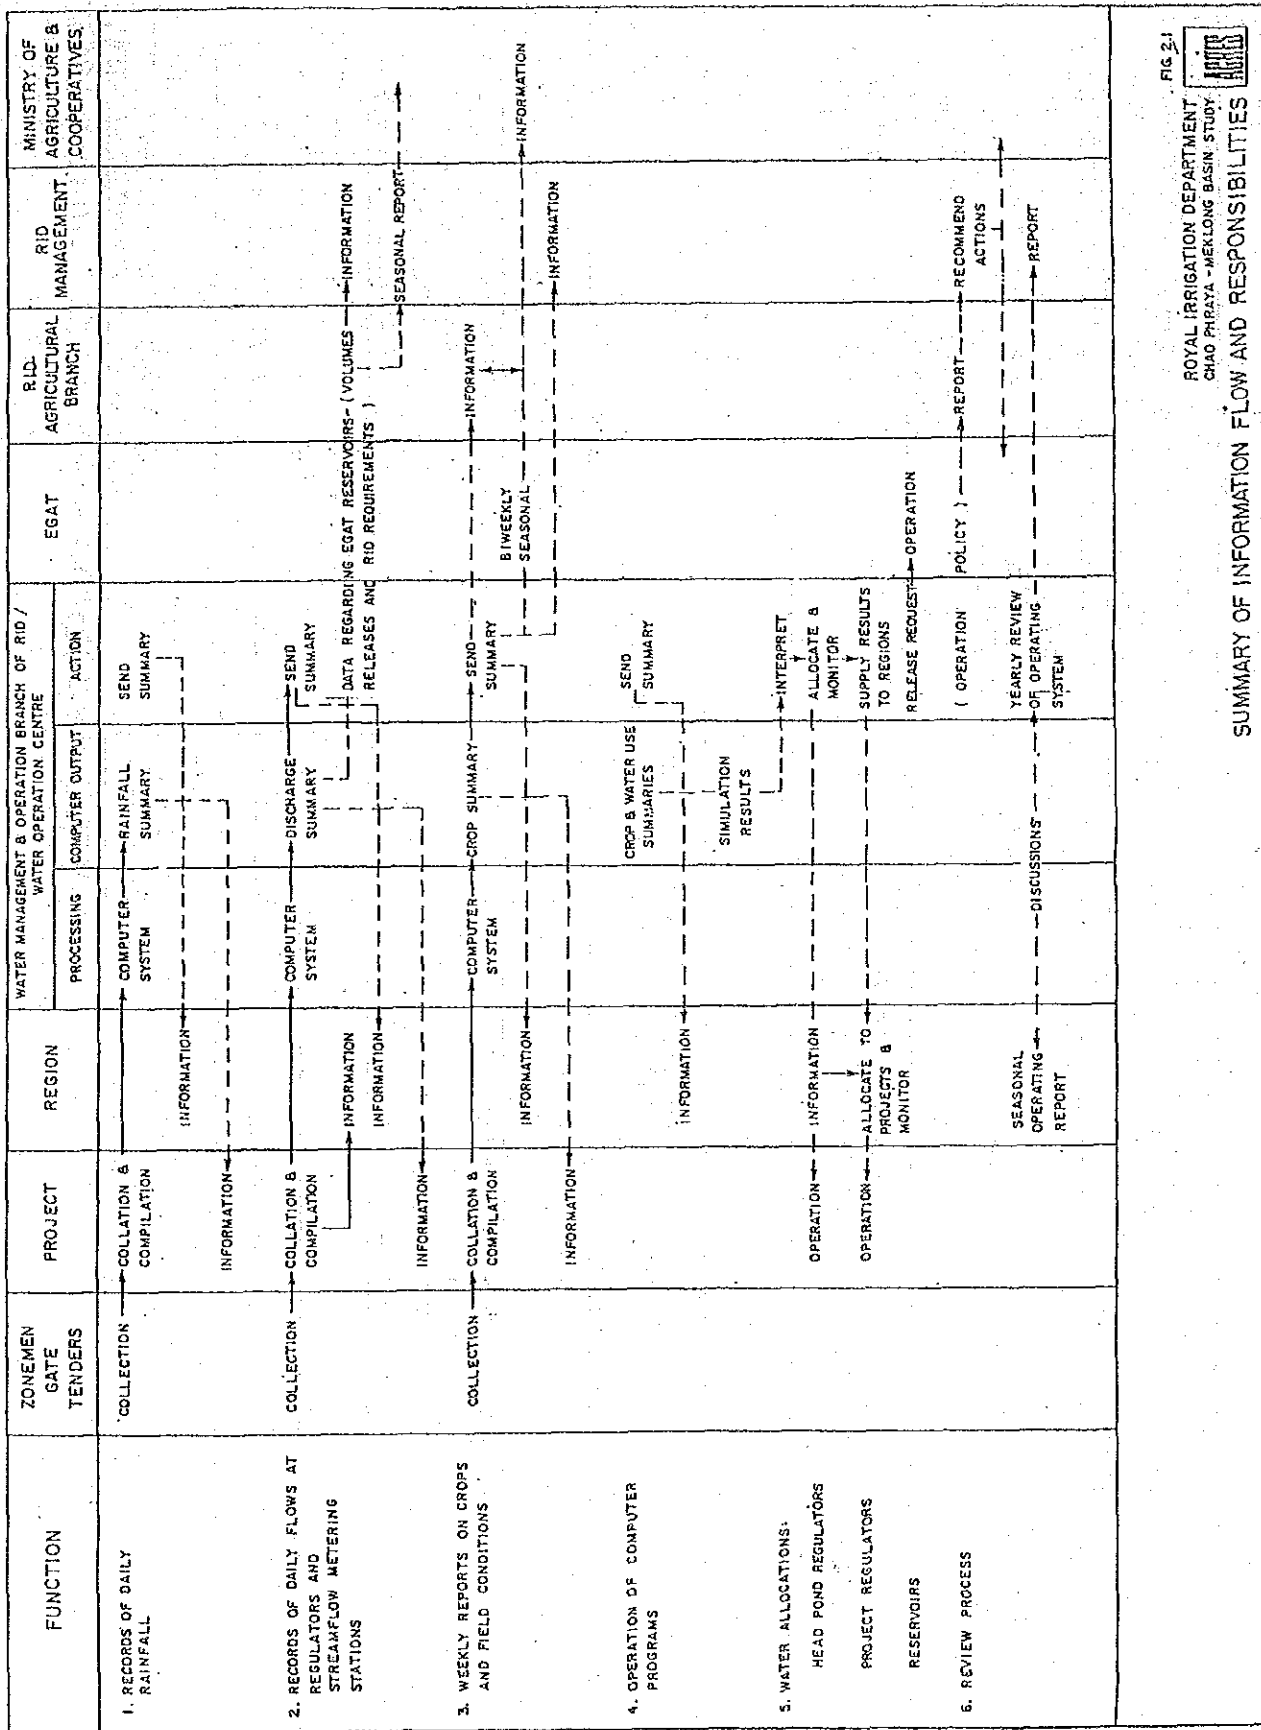 FUNCTION
ZONEMEN
GATE
TENDERS
PROJECT
REGION
WATER MANAGEMENT & OPERATION BRANCH OF RID /
WATER OPERATION CENTRE
PROCESSING
COMPUTER OUTPUT
ACTION
EGAT
R.I.D.
AGRICULTURAL
BRANCH
RID
MANAGEMENT
MINISTRY OF
AGRICULTURE &
COOPERATIVES
1. RECORDS OF DAILY
RAINFALL
COLLECTION
COLLATION &
COMPILATION
COMPUTER
SYSTEM
RAINFALL
SUMMARY
SEND
SUMMARY
INFORMATION
INFORMATION
2. RECORDS OF DAILY FLOWS AT
REGULATORS AND
STREAMFLOW METERING
STATIONS
COLLECTION
COLLATION &
COMPILATION
COMPUTER
SYSTEM
DISCHARGE
SUMMARY
SEND
SUMMARY
INFORMATION
DATA REGARDING EGAT RESERVOIRS-(VOLUMES
RELEASES AND RID REQUIREMENTS )
INFORMATION
INFORMATION
SEASONAL REPORT
INFORMATION
3. WEEKLY REPORTS ON CROPS
AND FIELD CONDITIONS
COLLECTION
COLLATION &
COMPILATION
COMPUTER
SYSTEM
CROP SUMMARY
SEND
SUMMARY
INFORMATION
BIWEEKLY
SEASONAL
INFORMATION
INFORMATION
INFORMATION
INFORMATION
4. OPERATION OF COMPUTER
PROGRAMS
CROP & WATER USE
SUMMARIES
SEND
SUMMARY
INFORMATION
SIMULATION
RESULTS
5. WATER ALLOCATIONS:
INTERPRET
HEAD POND REGULATORS
OPERATION
INFORMATION
ALLOCATE &
MONITOR
PROJECT REGULATORS
OPERATION
ALLOCATE TO
PROJECTS &
MONITOR
SUPPLY RESULTS
TO REGIONS
RESERVOIRS
RELEASE REQUEST
OPERATION
6. REVIEW PROCESS
( OPERATION
POLICY )
REPORT
RECOMMEND
ACTIONS
SEASONAL
OPERATING
REPORT
DISCUSSIONS
YEARLY REVIEW
OF OPERATING
SYSTEM
REPORT
FIG 2.1
ROYAL IRRIGATION DEPARTMENT
CHAO PHRAYA - MEKLONG BASIN STUDY
SUMMARY OF INFORMATION FLOW AND RESPONSIBILITIES
ACRES